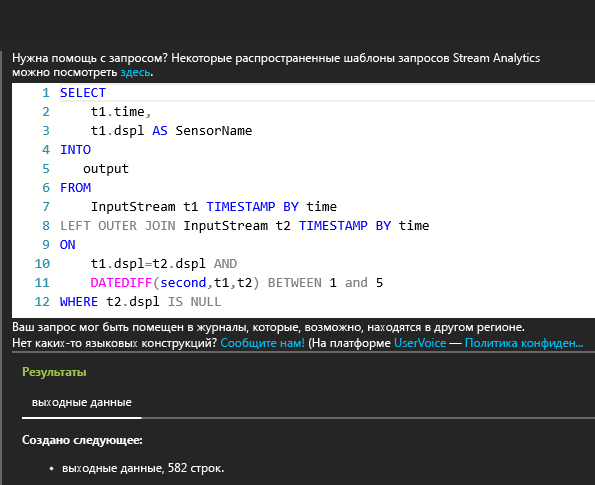 Нужна помощь с запросом? Некоторые распространенные шаблоны запросов Stream Analytics
можно посмотреть здесь.
1 SELECT
2 t1.time,
3 t1.dspl AS SensorName
4 INTO
5 output
6 FROM
7 InputStream t1 TIMESTAMP BY time
8 LEFT OUTER JOIN InputStream t2 TIMESTAMP BY time
9 ON
10 t1.dspl=t2.dspl AND
11 DATEDIFF(second,t1,t2) BETWEEN 1 and 5
12 WHERE t2.dspl IS NULL
Ваш запрос мог быть помещен в журналы, которые, возможно, находятся в другом регионе.
Нет каких-то языковых конструкций? Сообщите нам! (На платформе UserVoice — Политика конфиден...
Результаты
выходные данные
Создано следующее:
• выходные данные, 582 строк.